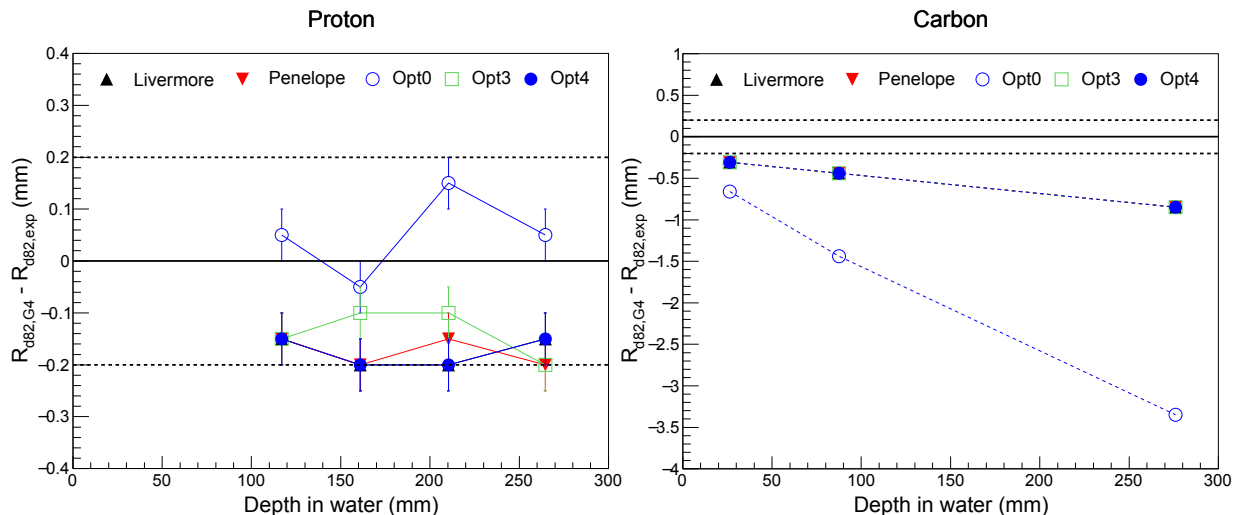 Proton
R_d82,G4 - R_d82,exp (mm)
0.4
0.3
0.2
0.1
0
−0.1
−0.2
−0.3
−0.4
Livermore Penelope Opt0 Opt3 Opt4
0 50 100 150 200 250 300
Depth in water (mm)
Carbon
R_d82,G4 - R_d82,exp (mm)
1
0.5
0
−0.5
−1
−1.5
−2
−2.5
−3
−3.5
−4
Livermore Penelope Opt0 Opt3 Opt4
0 50 100 150 200 250 300
Depth in water (mm)